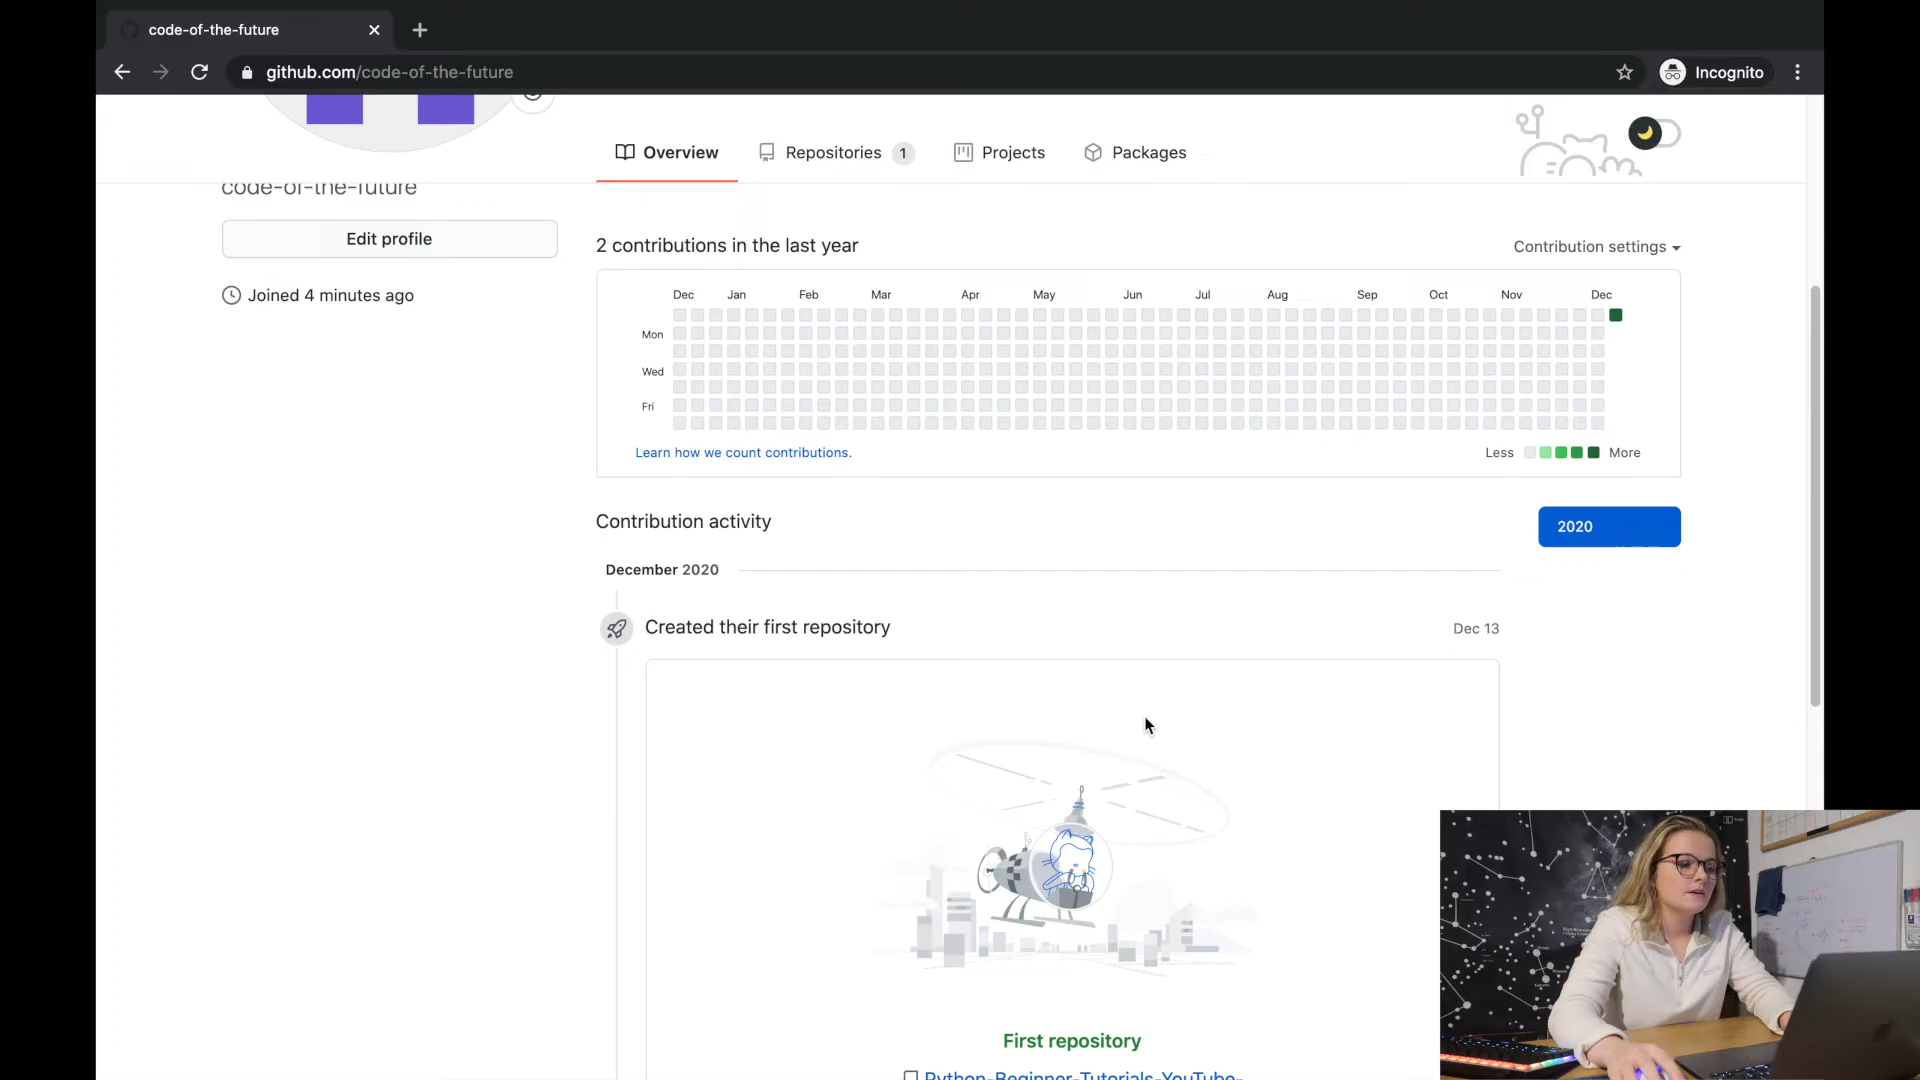 code-of-the-future
github.com/code-of-the-future
Incognito
Overview
Repositories 1
Projects
Packages
code-of-the-future
Edit profile
Joined 4 minutes ago
2 contributions in the last year
Contribution settings
Dec Jan Feb Mar Apr May Jun Jul Aug Sep Oct Nov Dec
Mon
Wed
Fri
Learn how we count contributions.
Less More
Contribution activity
2020
December 2020
Created their first repository
Dec 13
First repository
Python-Beginner-Tutorials-YouTube-